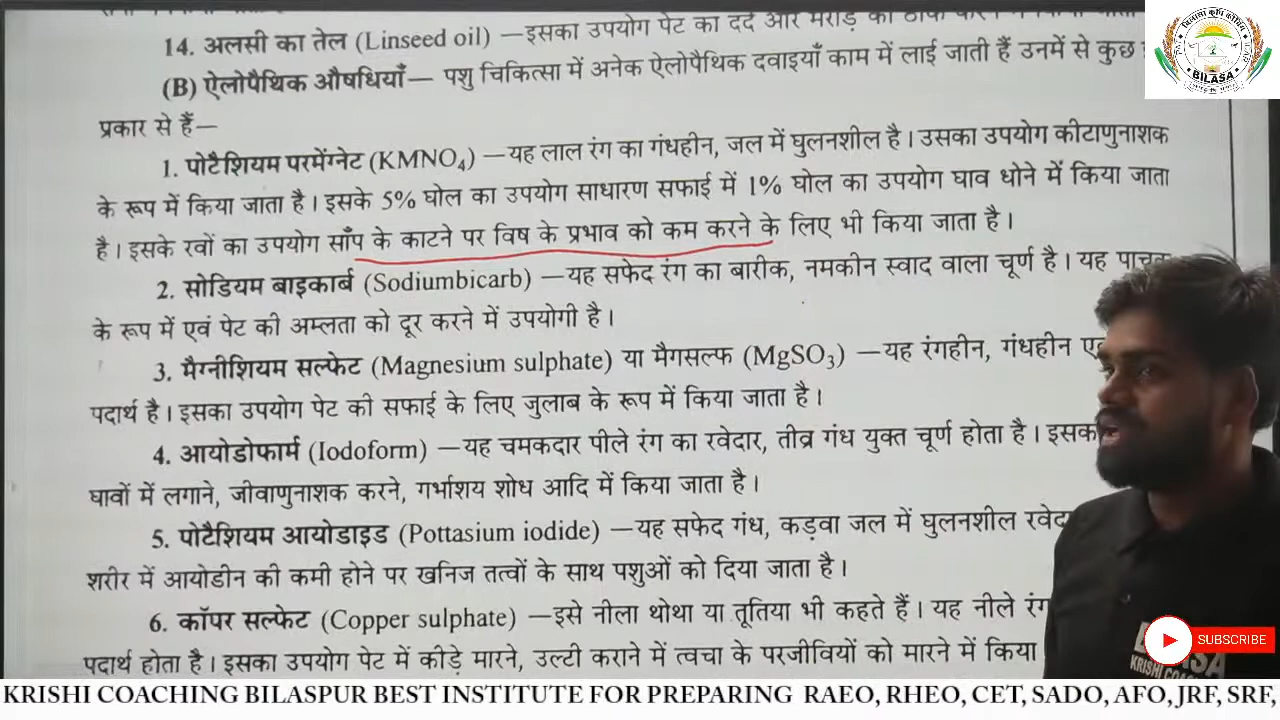 14. अलसी का तेल (Linseed oil) —इसका उपयोग पेट का दर्द और मरोड़ को ठीक करने
(B) ऐलोपैथिक औषधियाँ— पशु चिकित्सा में अनेक ऐलोपैथिक दवाइयाँ काम में लाई जाती हैं उनमें से कुछ
प्रकार से हैं—
1. पोटैशियम परमेंग्नेट (KMNO₄) —यह लाल रंग का गंधहीन, जल में घुलनशील है। उसका उपयोग कीटाणुनाशक
के रूप में किया जाता है। इसके 5% घोल का उपयोग साधारण सफाई में 1% घोल का उपयोग घाव धोने में किया जाता
है। इसके रवों का उपयोग साँप के काटने पर विष के प्रभाव को कम करने के लिए भी किया जाता है।
2. सोडियम बाइकार्ब (Sodiumbicarb) —यह सफेद रंग का बारीक, नमकीन स्वाद वाला चूर्ण है। यह पाचक
के रूप में एवं पेट की अम्लता को दूर करने में उपयोगी है।
3. मैग्नीशियम सल्फेट (Magnesium sulphate) या मैगसल्फ (MgSO₃) —यह रंगहीन, गंधहीन
पदार्थ है। इसका उपयोग पेट की सफाई के लिए जुलाब के रूप में किया जाता है।
4. आयोडोफार्म (Iodoform) —यह चमकदार पीले रंग का रवेदार, तीव्र गंध युक्त चूर्ण होता है।
घावों में लगाने, जीवाणुनाशक करने, गर्भाशय शोध आदि में किया जाता है।
5. पोटैशियम आयोडाइड (Pottasium iodide) —यह सफेद गंध, कड़वा जल में घुलनशील
शरीर में आयोडीन की कमी होने पर खनिज तत्वों के साथ पशुओं को दिया जाता है।
6. कॉपर सल्फेट (Copper sulphate) —इसे नीला थोथा या तूतिया भी कहते हैं। यह नीले रंग
पदार्थ होता है। इसका उपयोग पेट में कीड़े मारने, उल्टी कराने में त्वचा के परजीवियों को मारने में किया
BILASA
SUBSCRIBE
KRISHI COACHING BILASPUR BEST INSTITUTE FOR PREPARING RAEO, RHEO, CET, SADO, AFO, JRF, SRF,